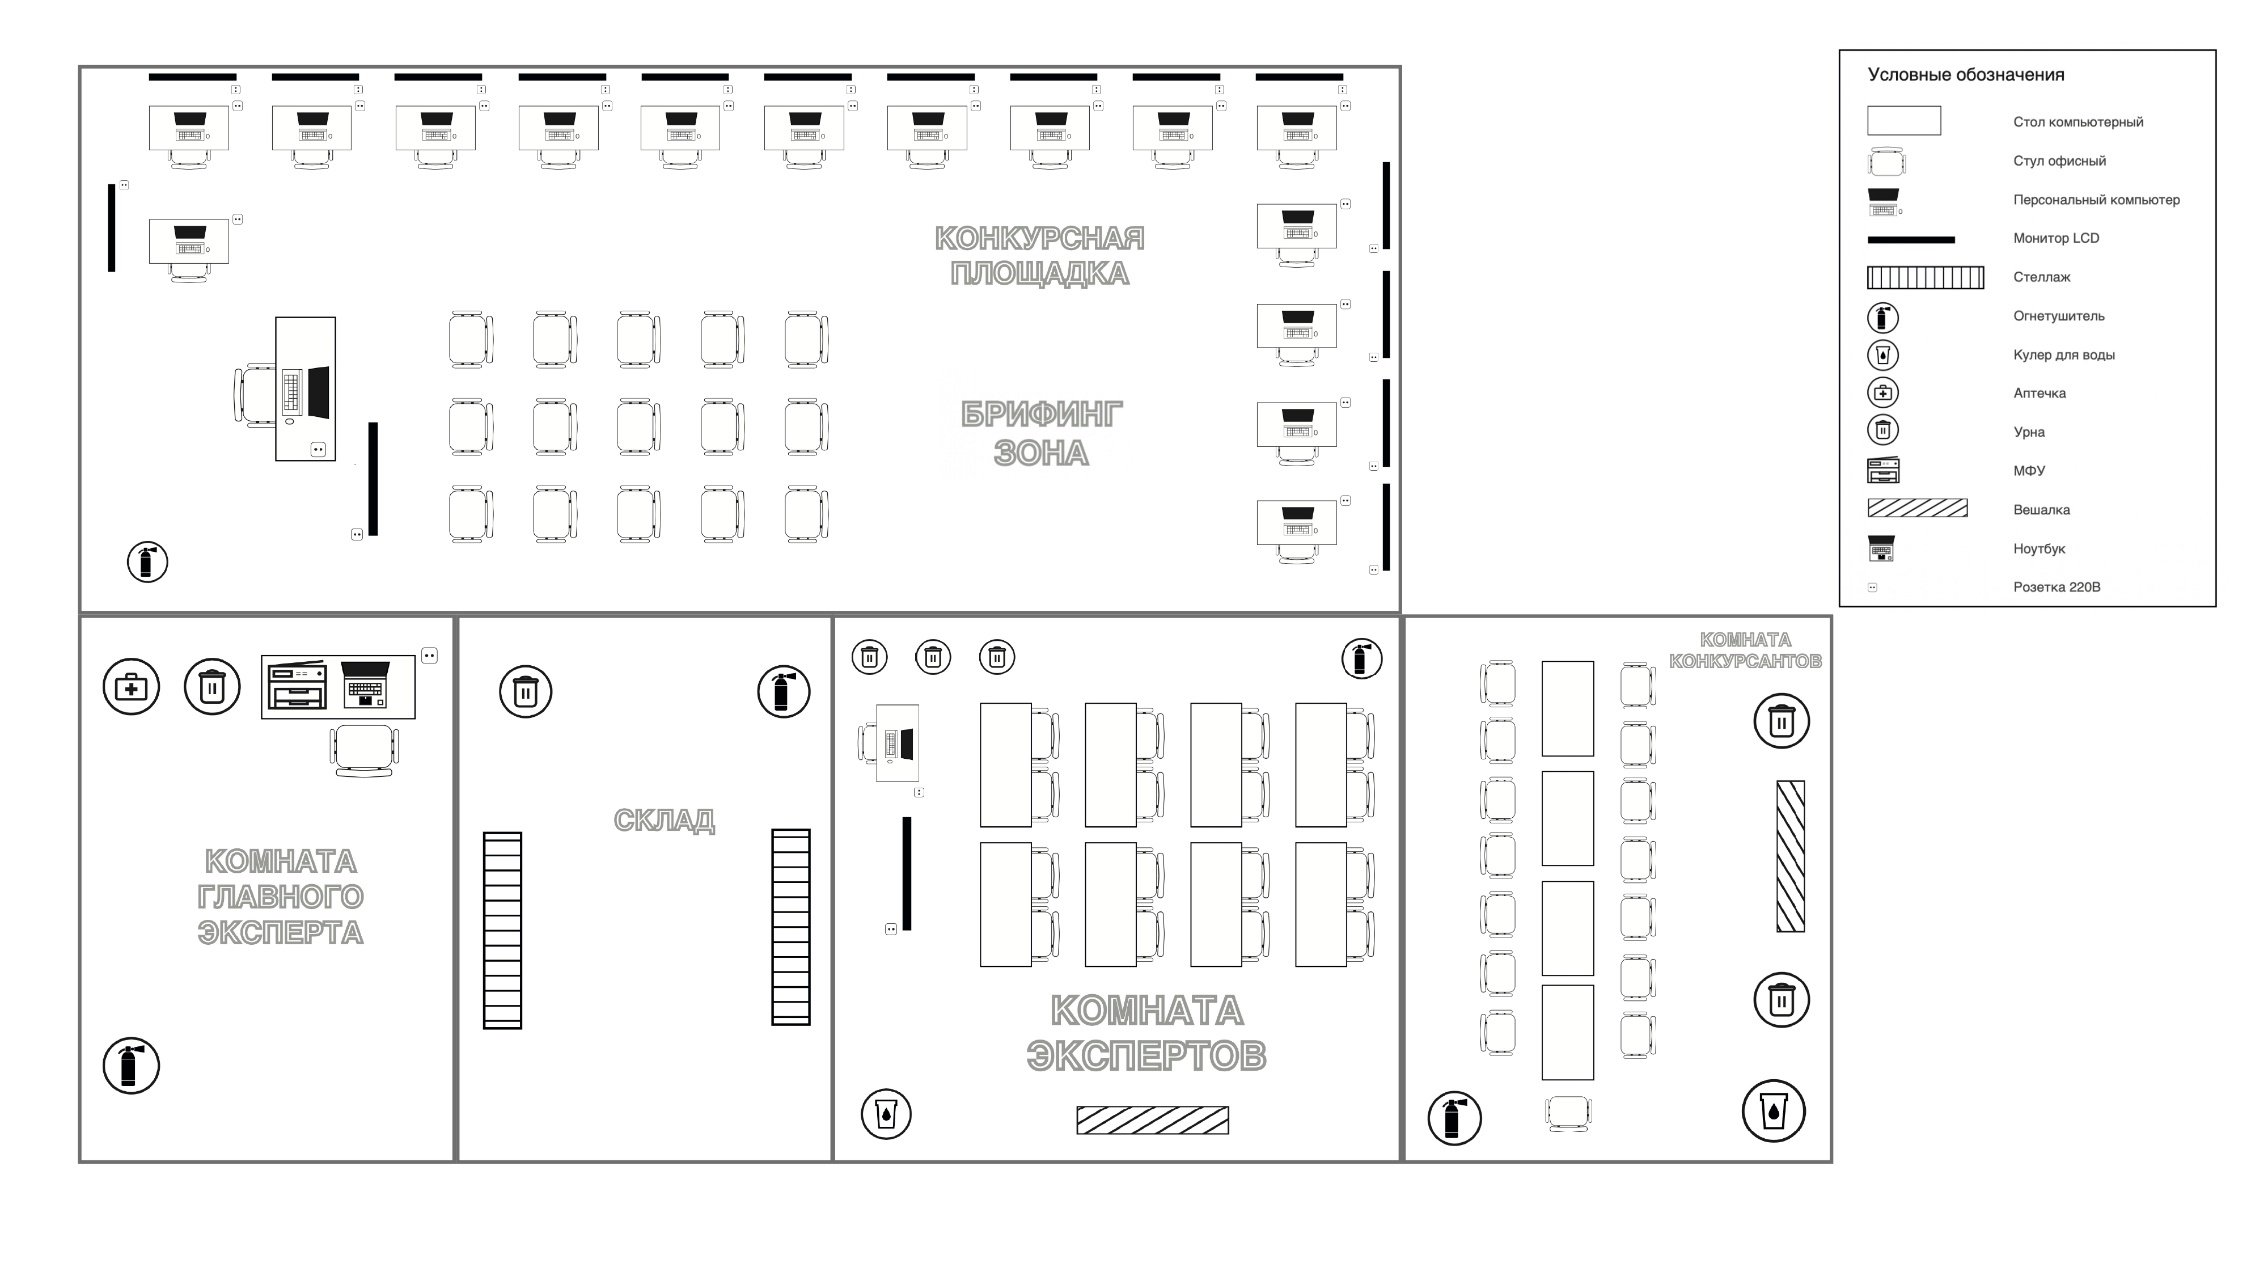 КОНКУРСНАЯ
ПЛОЩАДКА
БРИФИНГ
ЗОНА
Условные обозначения
Стол компьютерный
Стул офисный
Персональный компьютер
Монитор LCD
Стеллаж
Огнетушитель
Кулер для воды
Аптечка
Урна
МФУ
Вешалка
Ноутбук
Розетка 220В
КОМНАТА
ГЛАВНОГО
ЭКСПЕРТА
СКЛАД
КОМНАТА
ЭКСПЕРТОВ
КОМНАТА
КОНКУРСАНТОВ